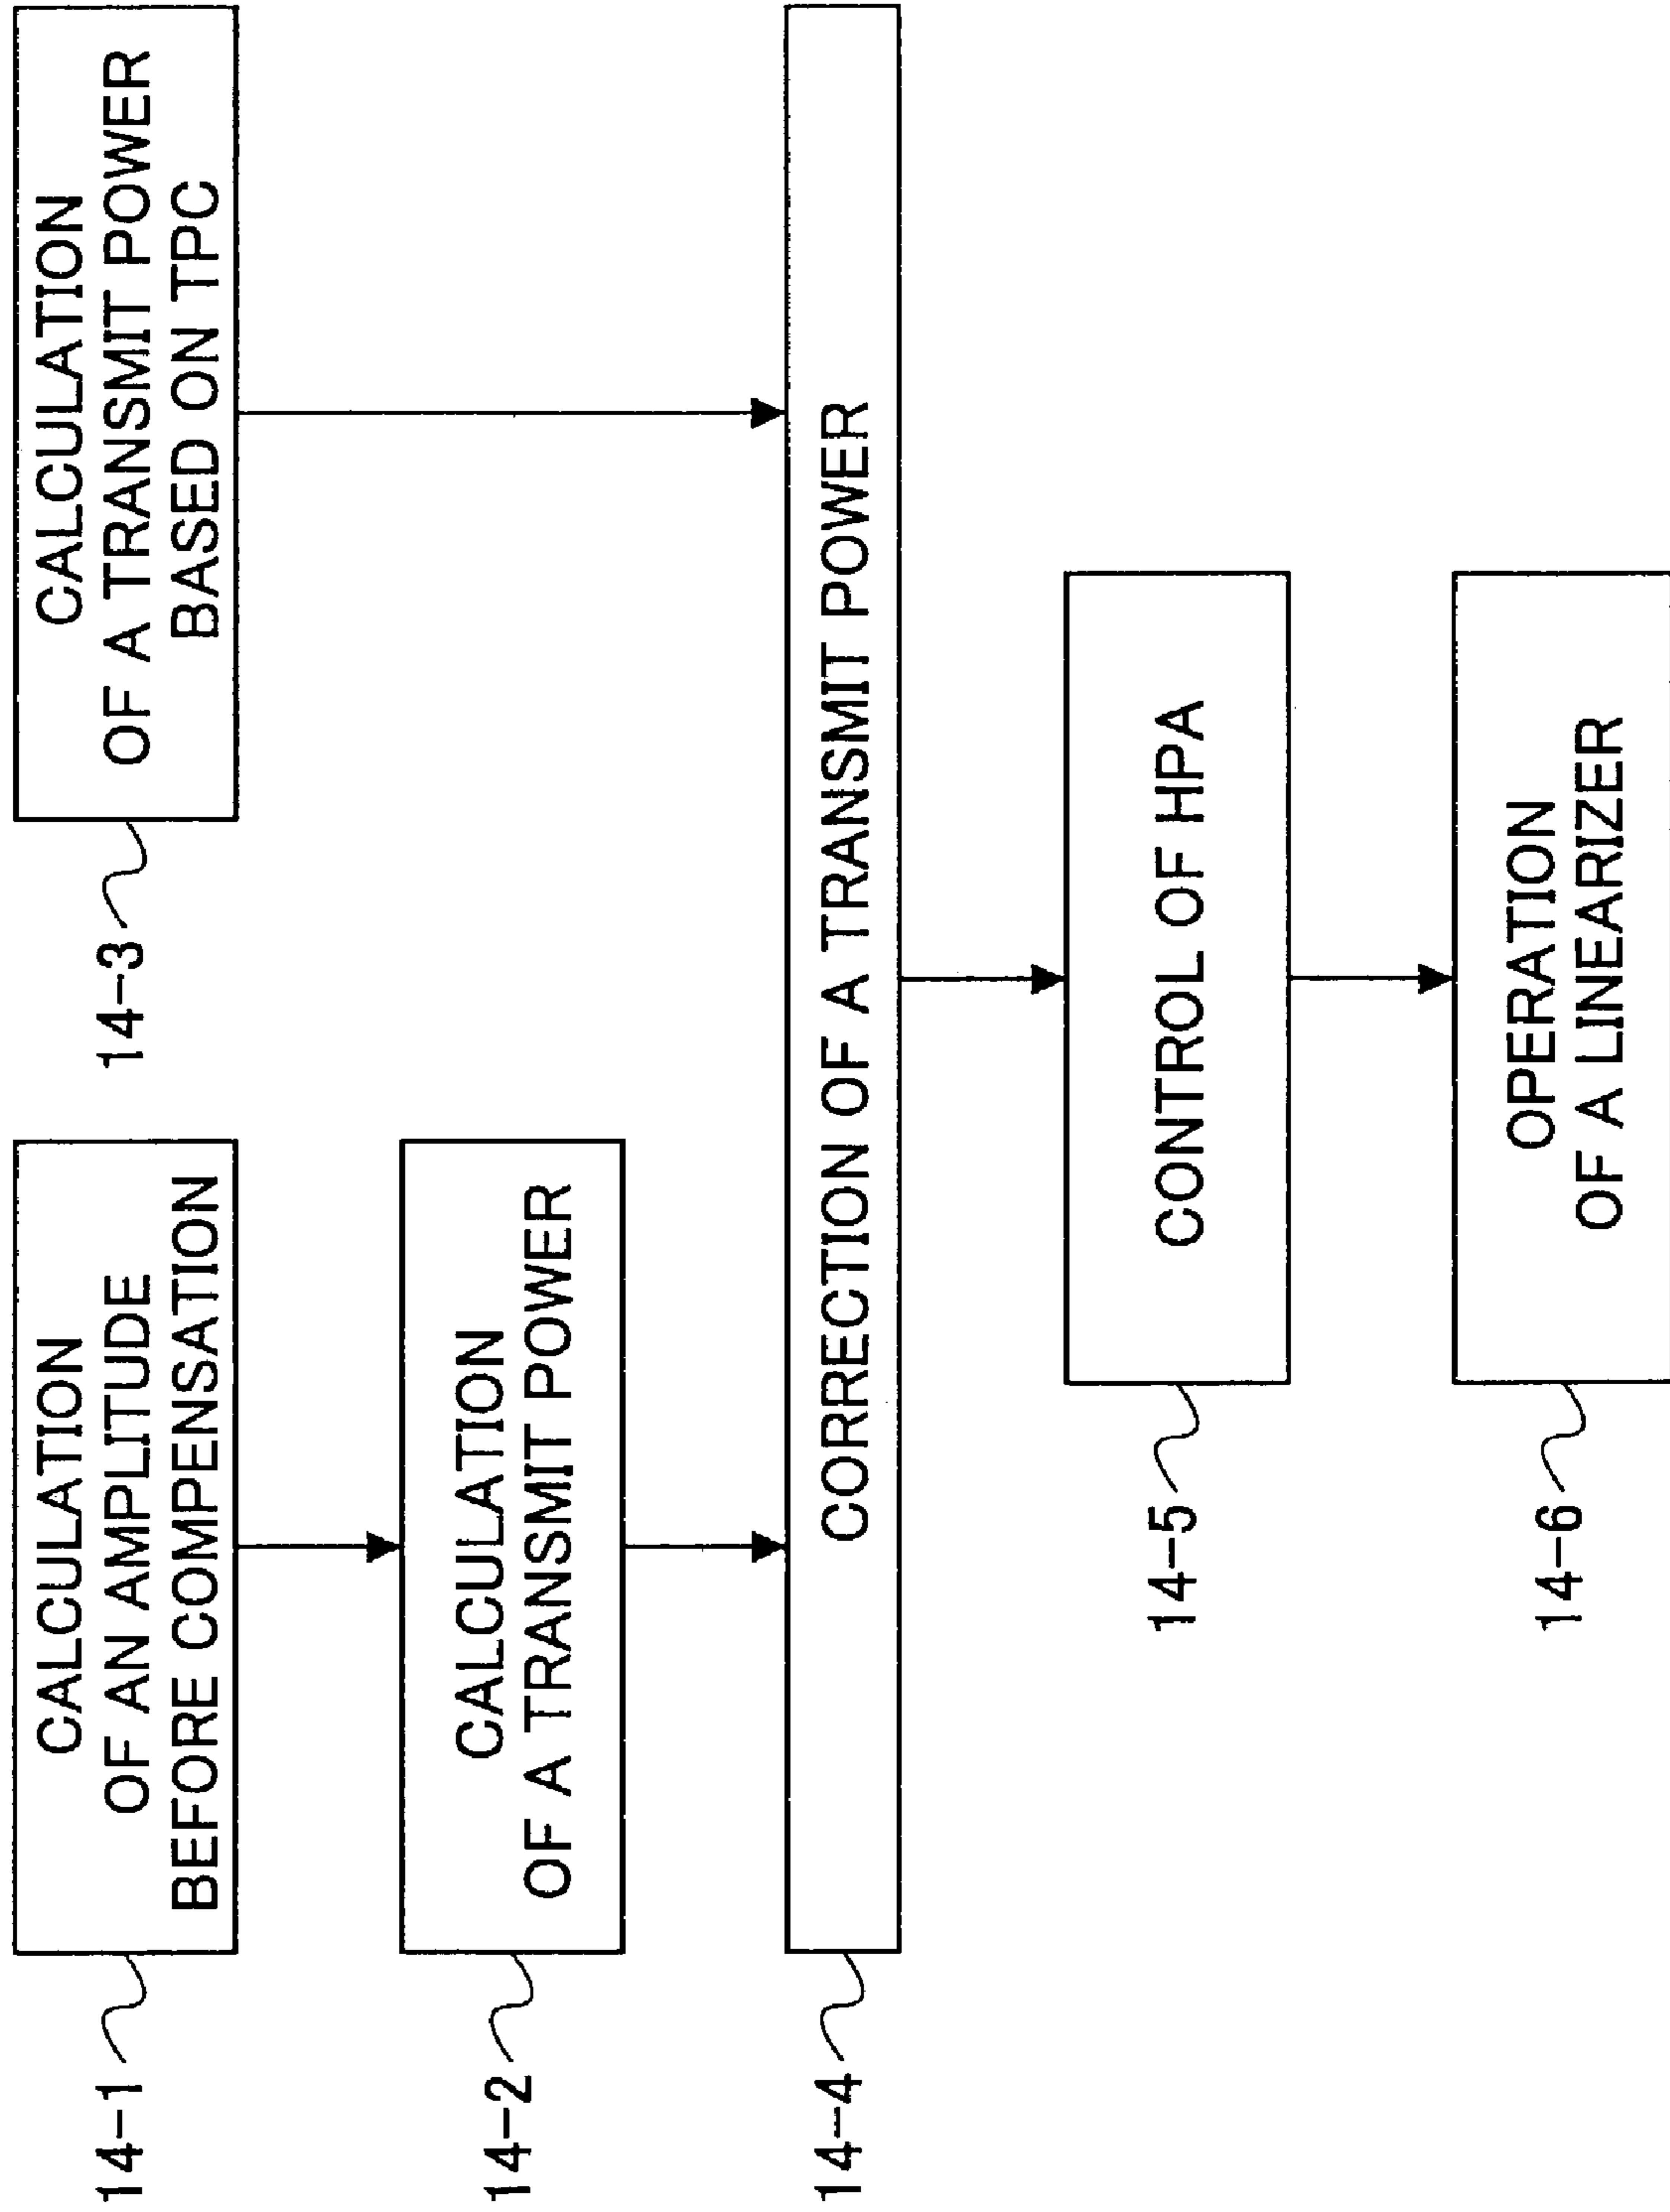 14-1
CALCULATION
OF AN AMPLITUDE
BEFORE COMPENSATION
14-3
CALCULATION
OF A TRANSMIT POWER
BASED ON TPC
14-2
CALCULATION
OF A TRANSMIT POWER
14-4
CORRECTION OF A TRANSMIT POWER
14-5
CONTROL OF HPA
14-6
OPERATION
OF A LINEARIZER